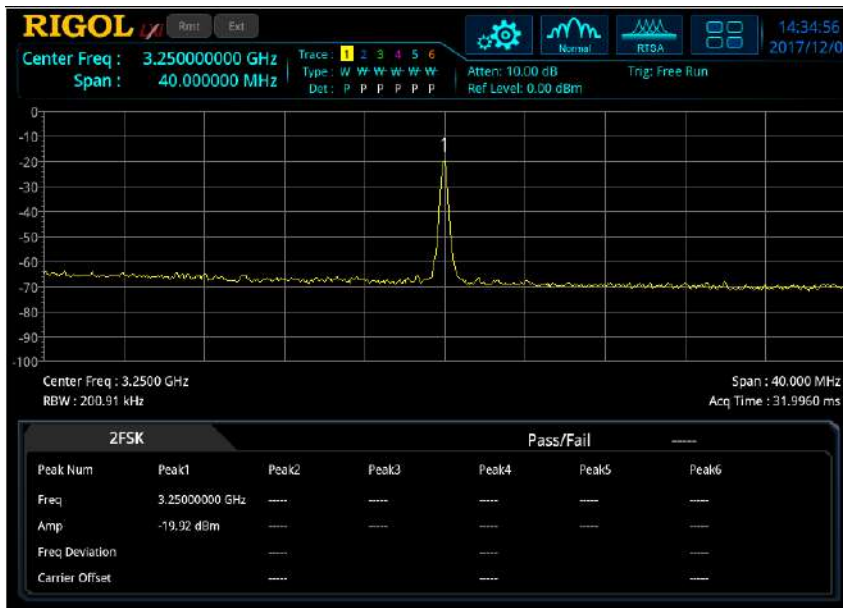 RIGOL Rmt Ext
Normal RTSA 14:34:56
2017/12/0
Center Freq : 3.250000000 GHz
Span : 40.000000 MHz
Trace : 1 2 3 4 5 6
Type : W W W W W W
Det : P P P P P P
Atten: 10.00 dB Trig: Free Run
Ref Level: 0.00 dBm
0
-10
1
-20
-30
-40
-50
-60
-70
-80
-90
-100
Center Freq : 3.2500 GHz Span : 40.000 MHz
RBW : 200.91 kHz Acq Time : 31.9960 ms
2FSK Pass/Fail -----
Peak Num Peak1 Peak2 Peak3 Peak4 Peak5 Peak6
Freq 3.25000000 GHz ----- ----- ----- ----- -----
Amp -19.92 dBm ----- ----- ----- ----- -----
Freq Deviation ----- ----- -----
Carrier Offset ----- ----- -----